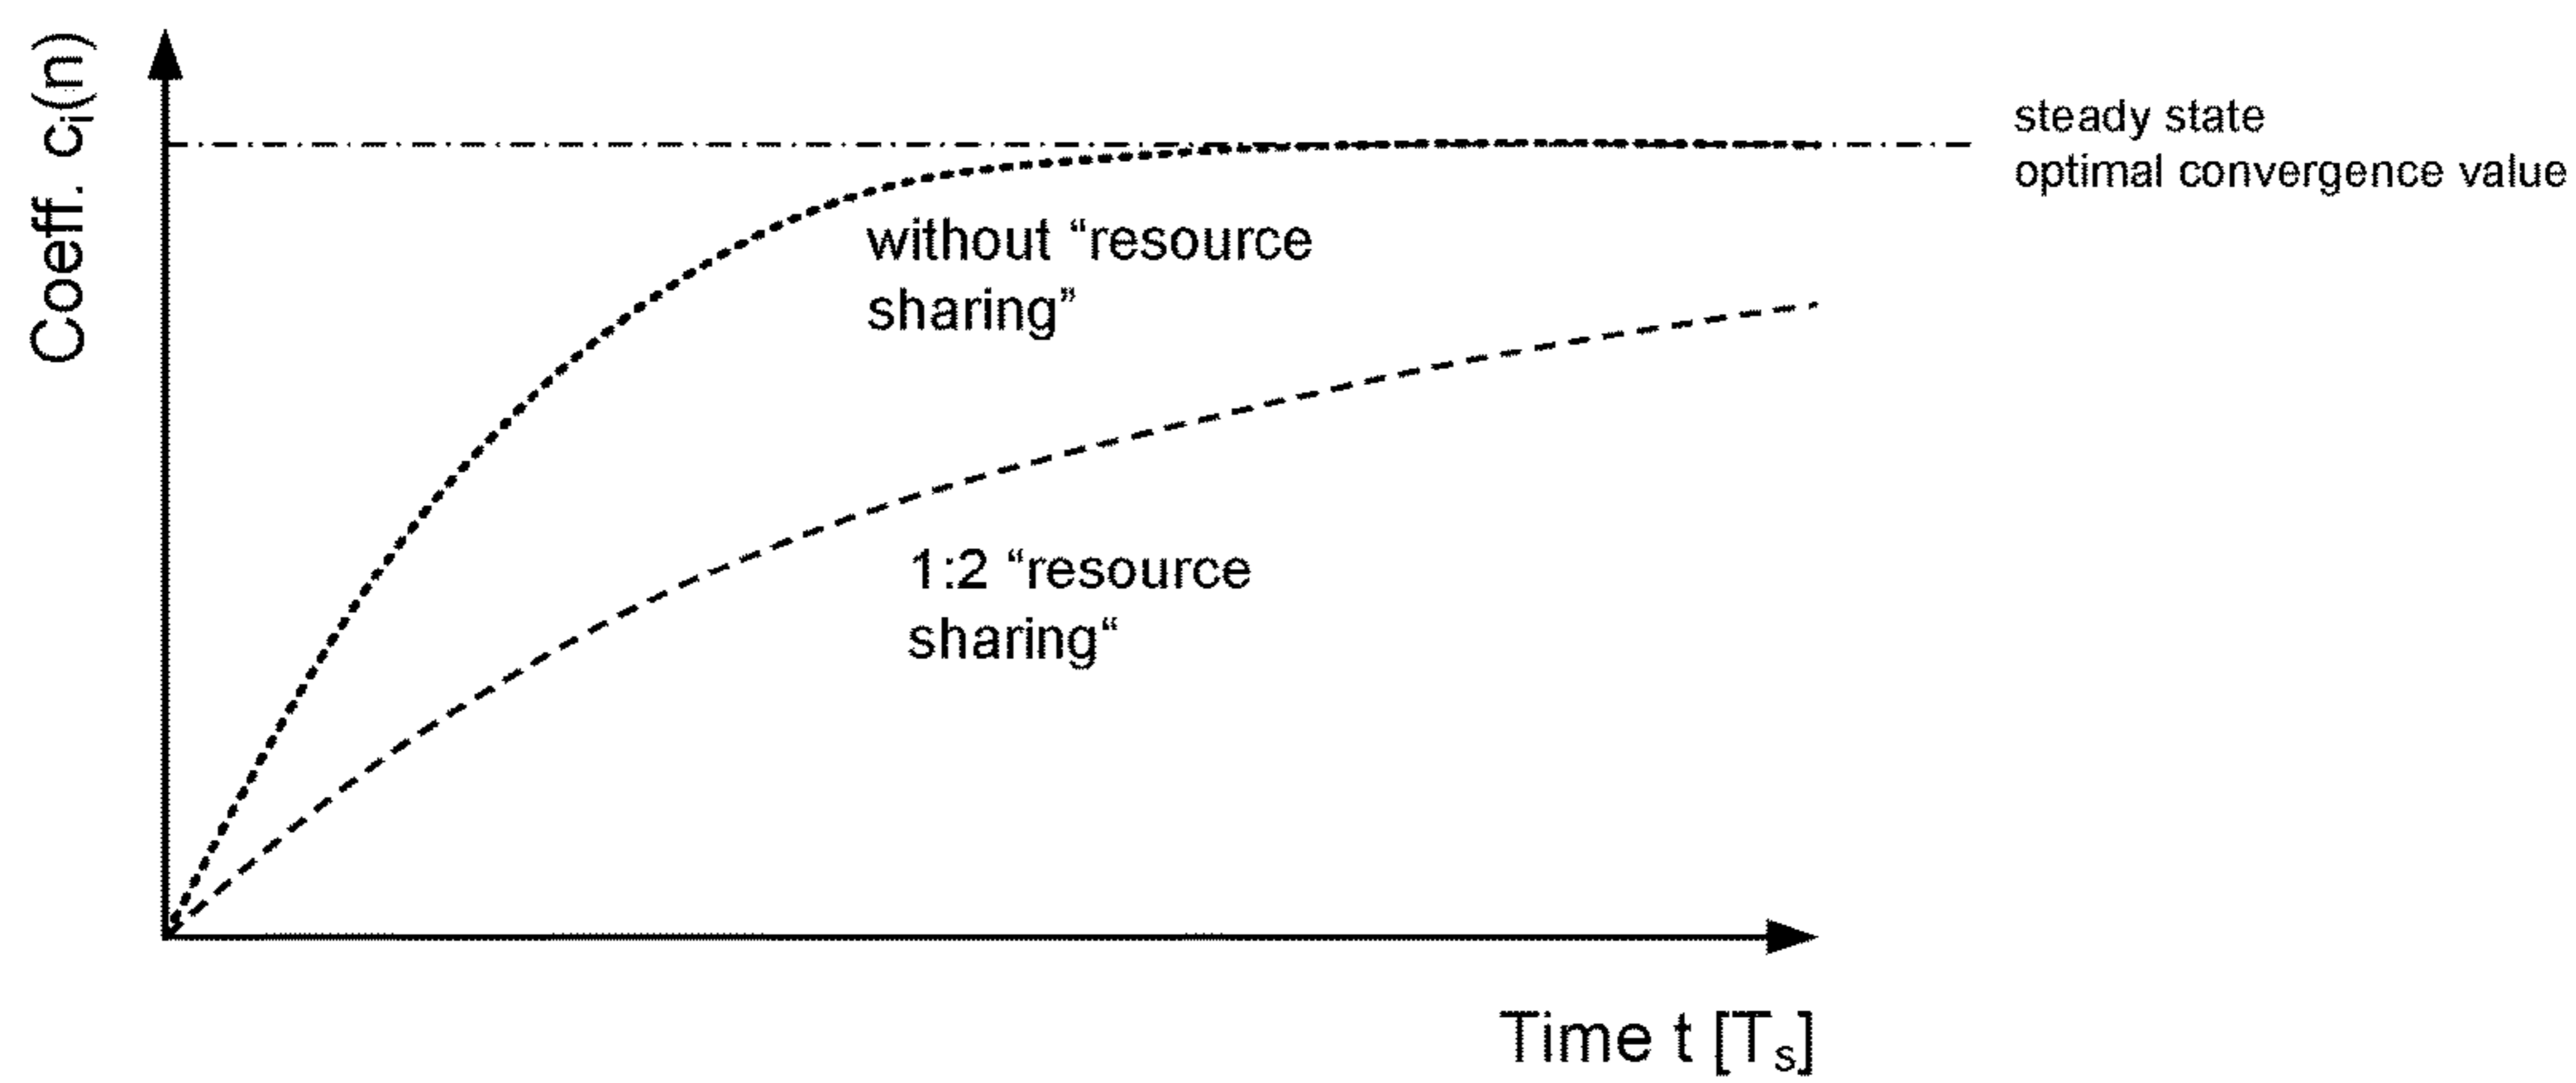 Coeff. cᵢ(n)
steady state
optimal convergence value
without “resource
sharing”
1:2 “resource
sharing“
Time t [Tₛ]